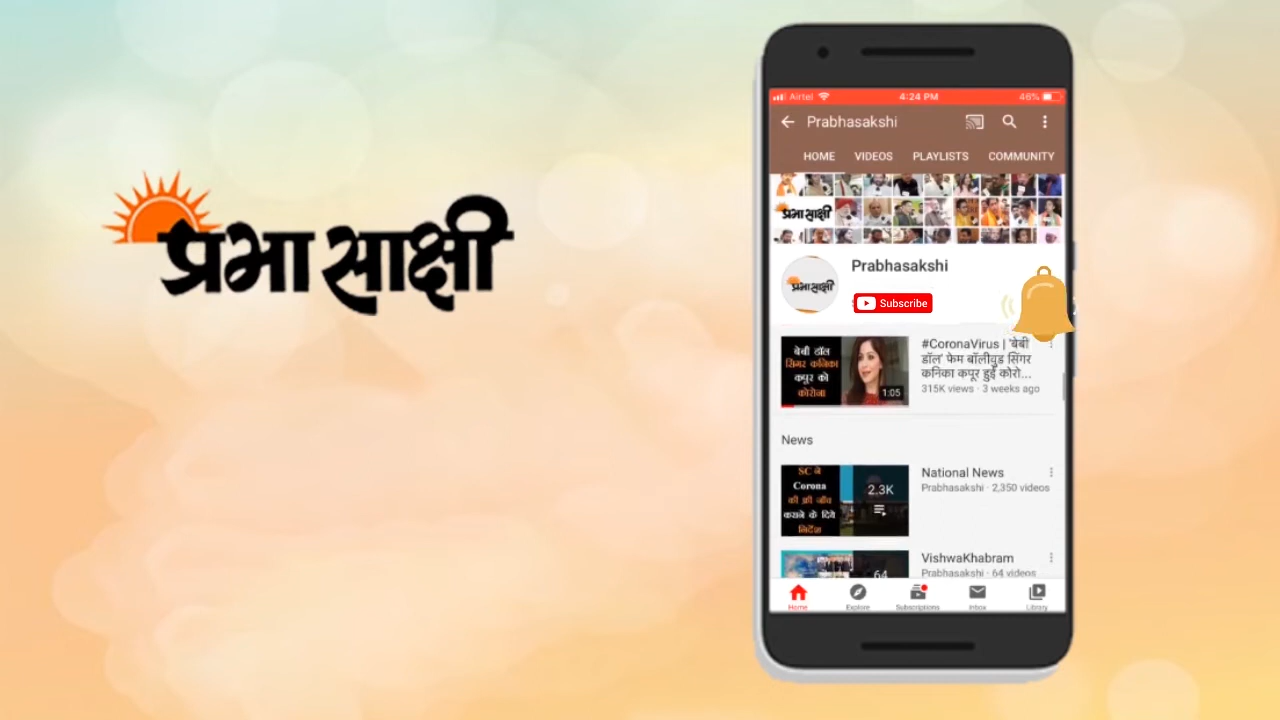 प्रभा साक्षी
Airtel 4:24 PM 46%
Prabhasakshi
HOME VIDEOS PLAYLISTS COMMUNITY
प्रभा साक्षी
Prabhasakshi
प्रभा साक्षी
Subscribe
बेबी डॉल
सिंगर कनिका
कपूर को
कोरोना
1:05
#CoronaVirus | 'बेबी
डॉल' फेम बॉलीवुड सिंगर
कनिका कपूर हुईं कोरो...
315K views · 3 weeks ago
News
SC ने
Corona
की फ्री जाँच
कराने के दिये
निर्देश
2.3K
National News
Prabhasakshi · 2,350 videos
64
VishwaKhabram
Prabhasakshi · 64 videos
Home Explore Subscriptions Inbox Library